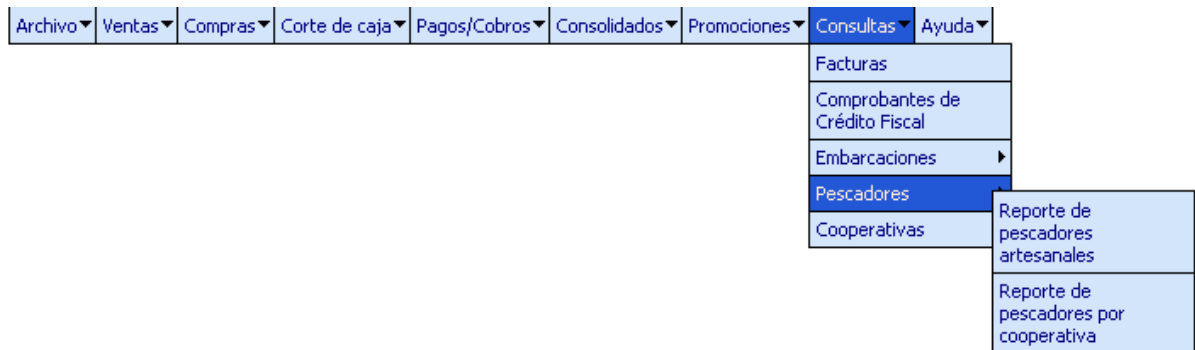 Archivo Ventas Compras Corte de caja Pagos/Cobros Consolidados Promociones Consultas Ayuda
Facturas
Comprobantes de
Crédito Fiscal
Embarcaciones
Pescadores
Cooperativas
Reporte de
pescadores
artesanales
Reporte de
pescadores por
cooperativa